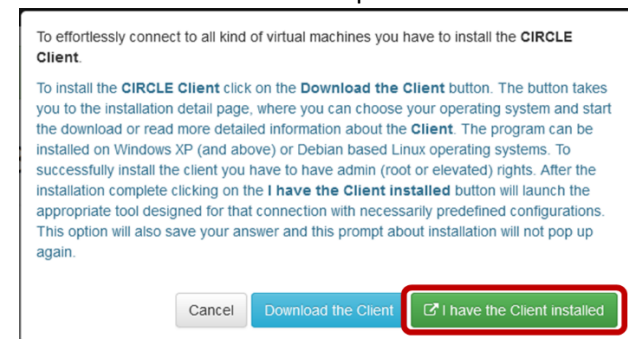 To effortlessly connect to all kind of virtual machines you have to install the CIRCLE
Client.
To install the CIRCLE Client click on the Download the Client button. The button takes
you to the installation detail page, where you can choose your operating system and start
the download or read more detailed information about the Client. The program can be
installed on Windows XP (and above) or Debian based Linux operating systems. To
successfully install the client you have to have admin (root or elevated) rights. After the
installation complete clicking on the I have the Client installed button will launch the
appropriate tool designed for that connection with necessarily predefined configurations.
This option will also save your answer and this prompt about installation will not pop up
again.
Cancel Download the Client I have the Client installed